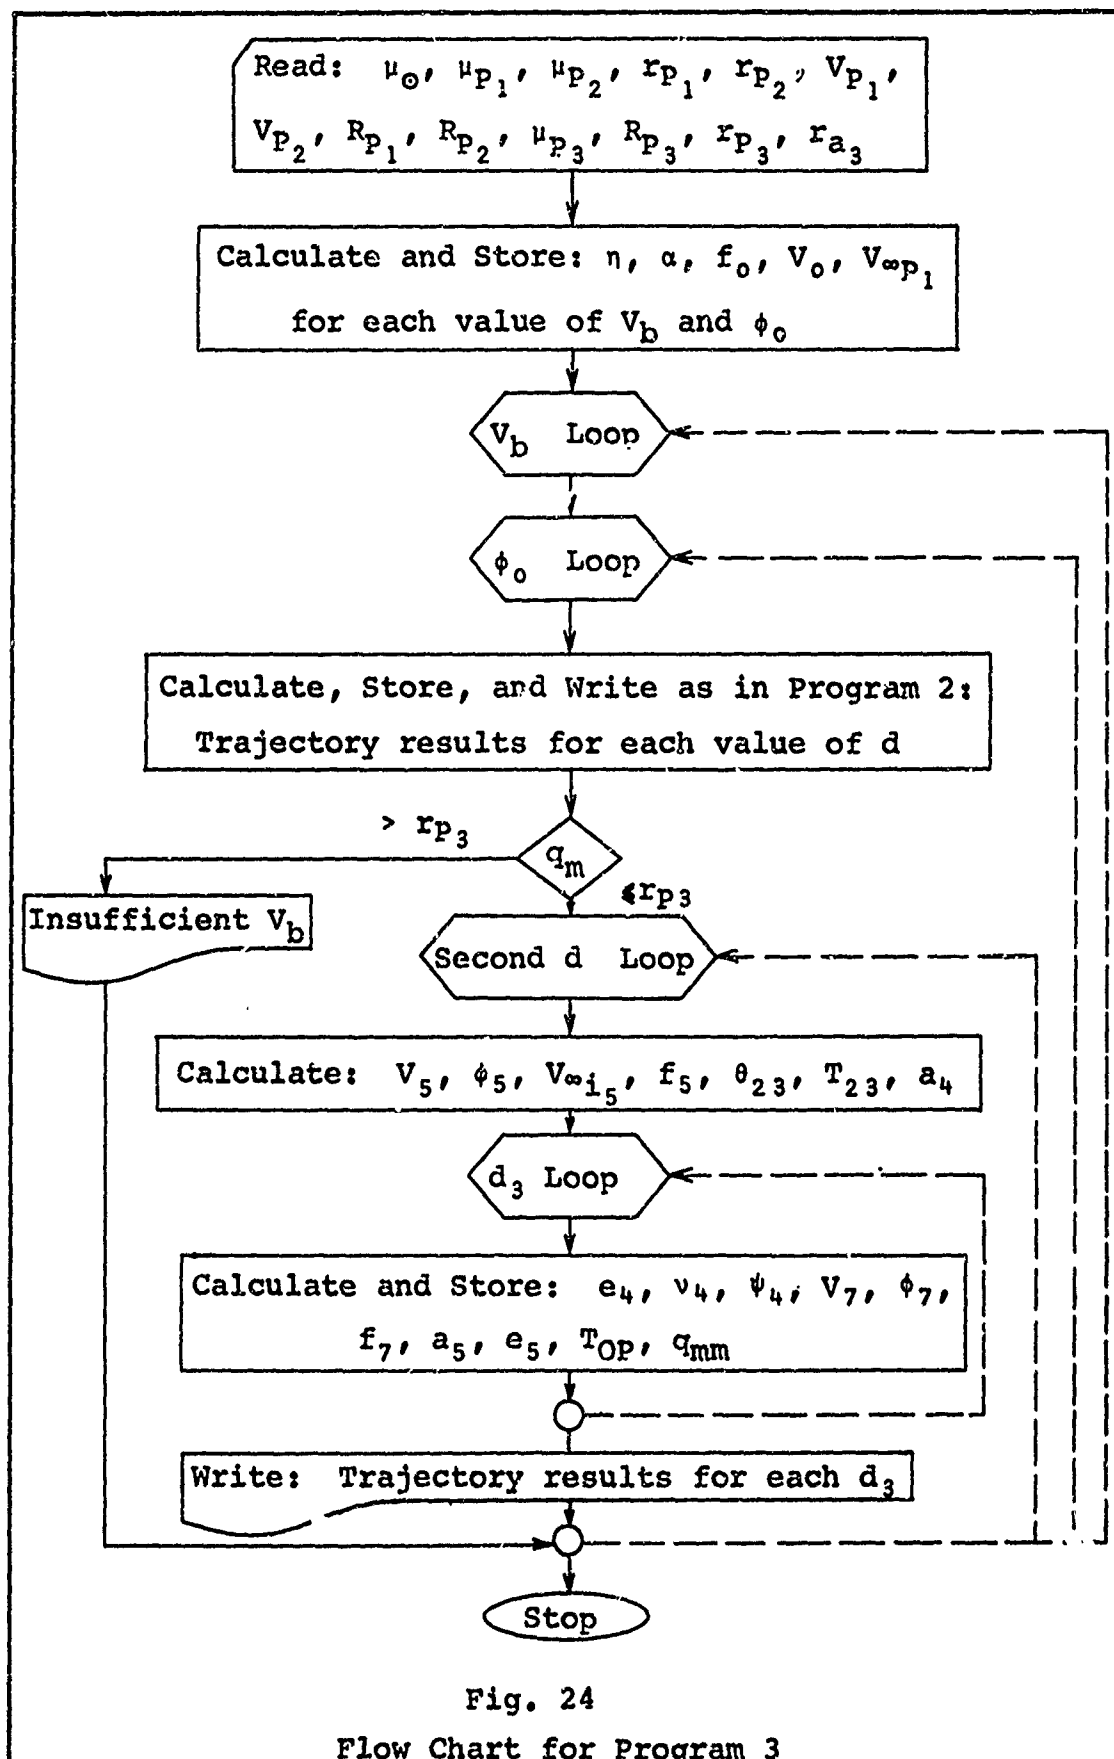 Read: μ☉, μp₁, μp₂, rp₁, rp₂, Vp₁,
Vp₂, Rp₁, Rp₂, μp₃, Rp₃, rp₃, ra₃
Calculate and Store: η, α, f₀, V₀, V∞p₁
for each value of Vb and φ₀
Vb Loop
φ₀ Loop
Calculate, Store, and Write as in Program 2:
Trajectory results for each value of d
> rp₃
qm
≤rp₃
Insufficient Vb
Second d Loop
Calculate: V₅, φ₅, V∞i₅, f₅, θ₂₃, T₂₃, a₄
d₃ Loop
Calculate and Store: e₄, ν₄, ψ₄, V₇, φ₇,
f₇, a₅, e₅, TOP, qmm
Write: Trajectory results for each d₃
Stop
Fig. 24
Flow Chart for Program 3